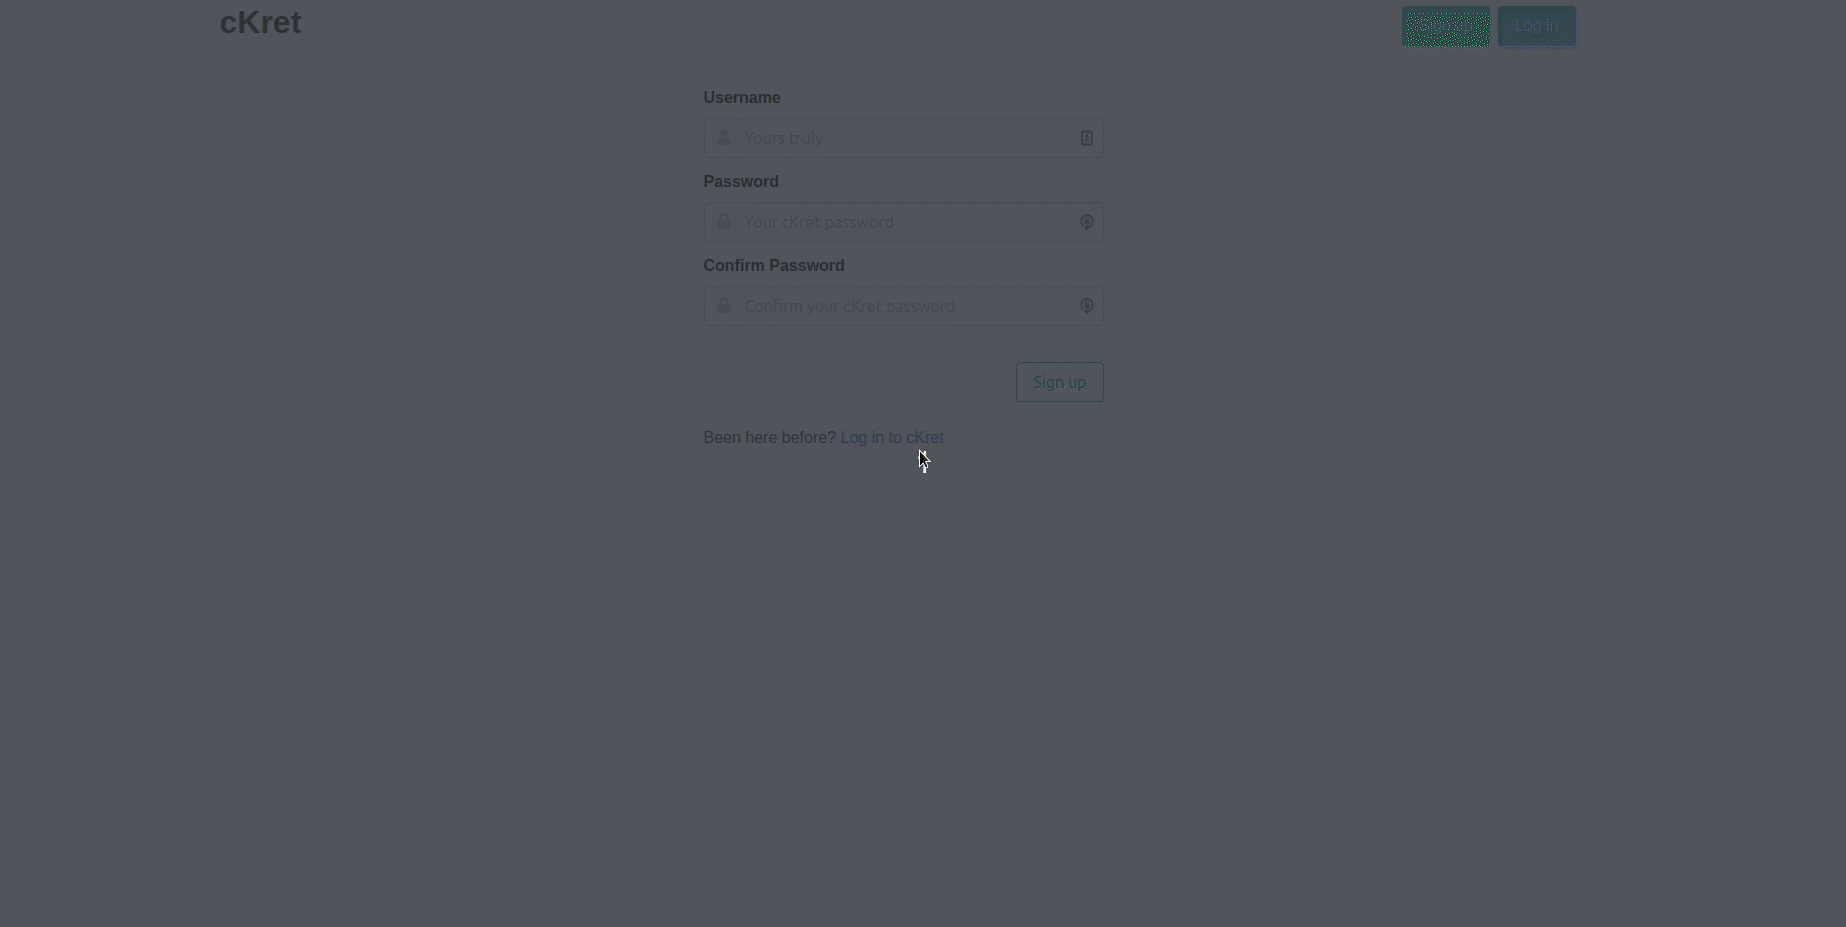 cKret
Log in
Username
Yours truly
Password
Your cKret password
Confirm Password
Confirm your cKret password
Sign up
Been here before? Log in to cKret